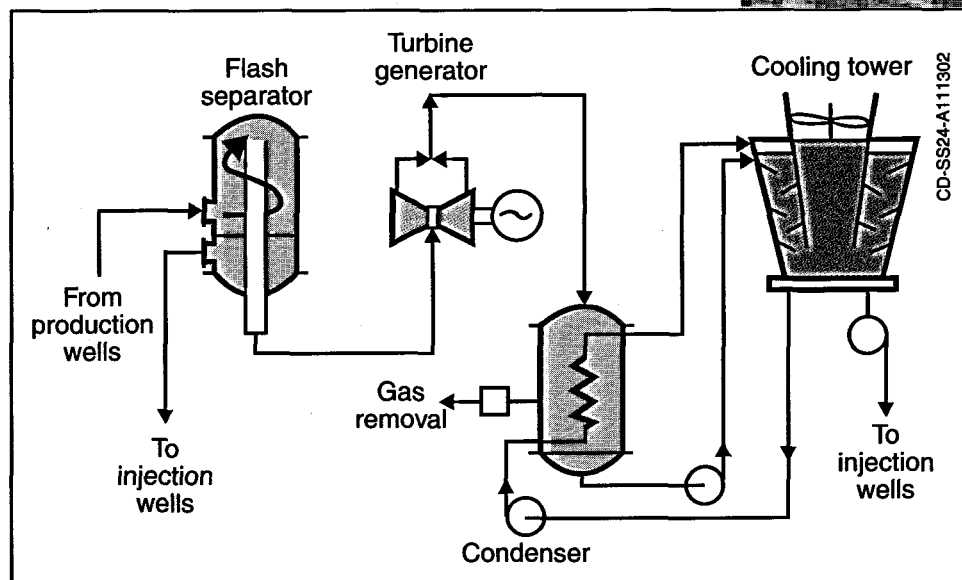 Flash
separator
Turbine
generator
Cooling tower
CD-SS24-A111302
From
production
wells
To
injection
wells
Gas
removal
Condenser
To
injection
wells